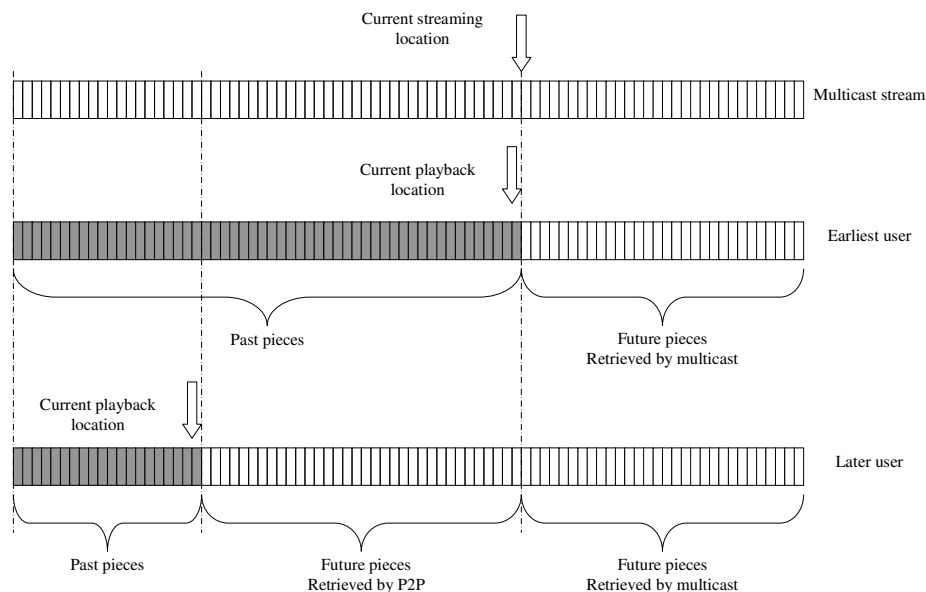 Current streaming
location
Multicast stream
Current playback
location
Earliest user
Past pieces
Future pieces
Retrieved by multicast
Current playback
location
Later user
Past pieces
Future pieces
Retrieved by P2P
Future pieces
Retrieved by multicast